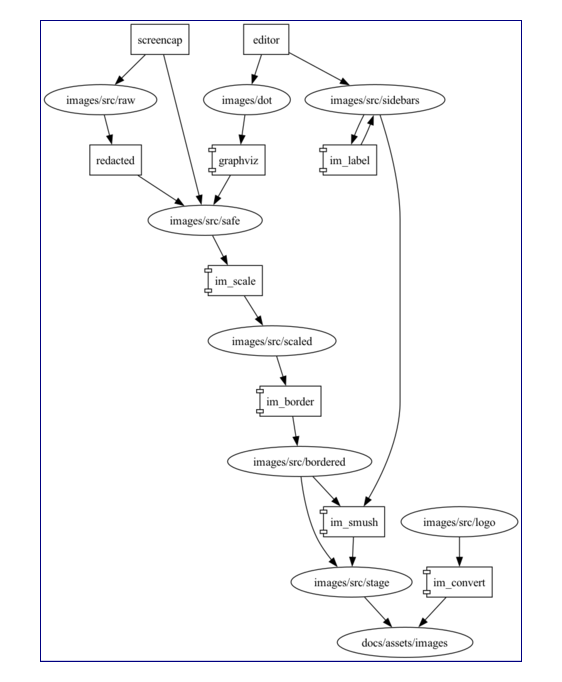 screencap
editor
images/src/raw
images/dot
images/src/sidebars
redacted
graphviz
im_label
images/src/safe
im_scale
images/src/scaled
im_border
images/src/bordered
im_smush
images/src/logo
images/src/stage
im_convert
docs/assets/images